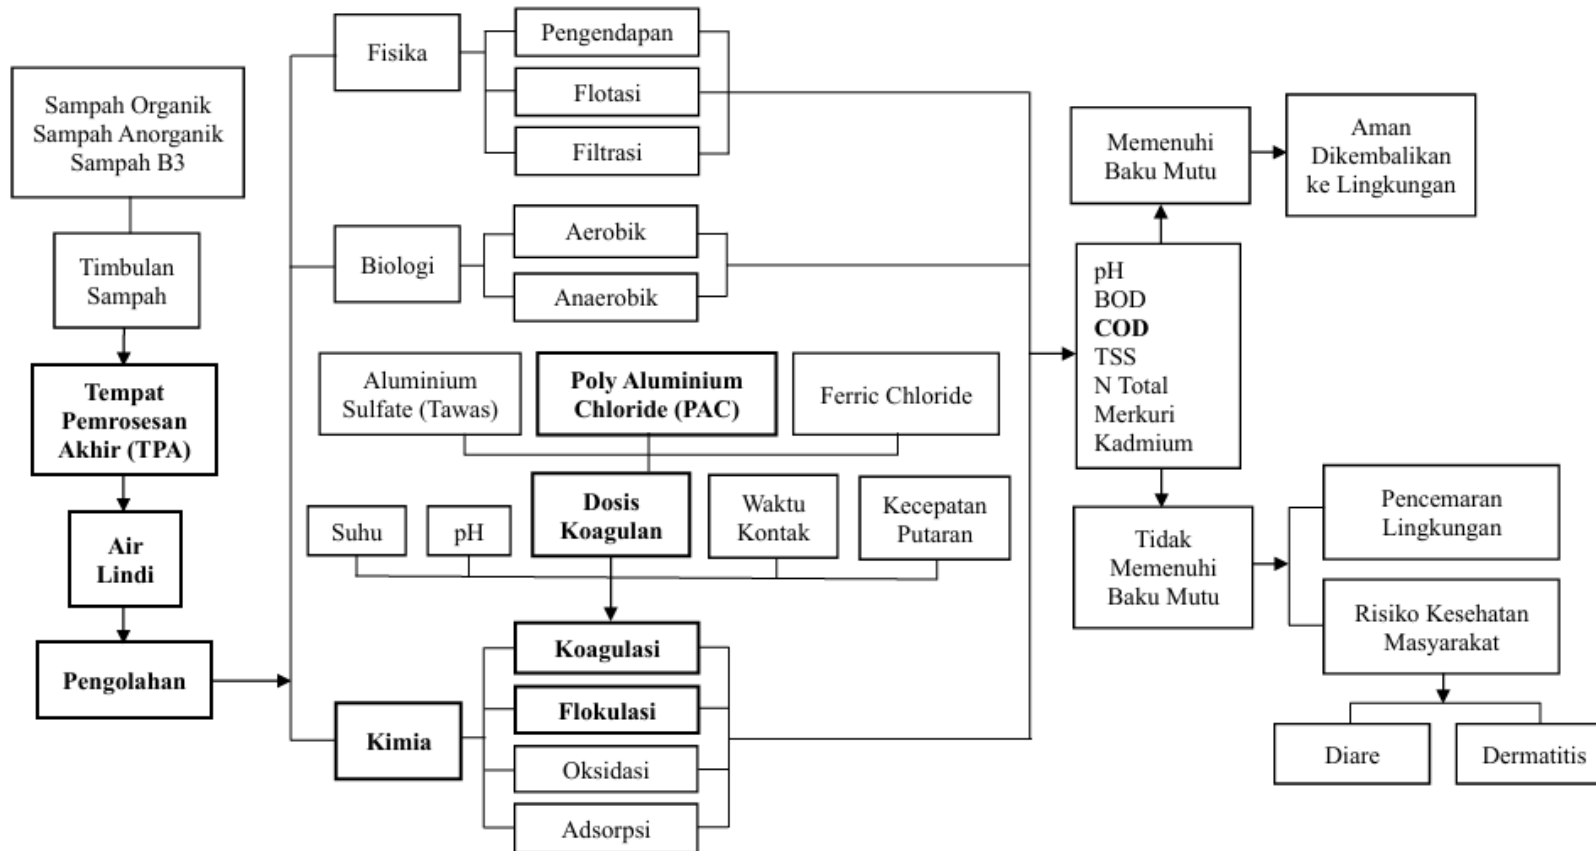 Sampah Organik
Sampah Anorganik
Sampah B3
Timbulan
Sampah
Tempat
Pemrosesan
Akhir (TPA)
Air
Lindi
Pengolahan
Fisika
Pengendapan
Flotasi
Filtrasi
Biologi
Aerobik
Anaerobik
Aluminium
Sulfate (Tawas)
Poly Aluminium
Chloride (PAC)
Ferric Chloride
Suhu
pH
Dosis
Koagulan
Waktu
Kontak
Kecepatan
Putaran
Kimia
Koagulasi
Flokulasi
Oksidasi
Adsorpsi
Memenuhi
Baku Mutu
Aman
Dikembalikan
ke Lingkungan
pH
BOD
COD
TSS
N Total
Merkuri
Kadmium
Tidak
Memenuhi
Baku Mutu
Pencemaran
Lingkungan
Risiko Kesehatan
Masyarakat
Diare
Dermatitis